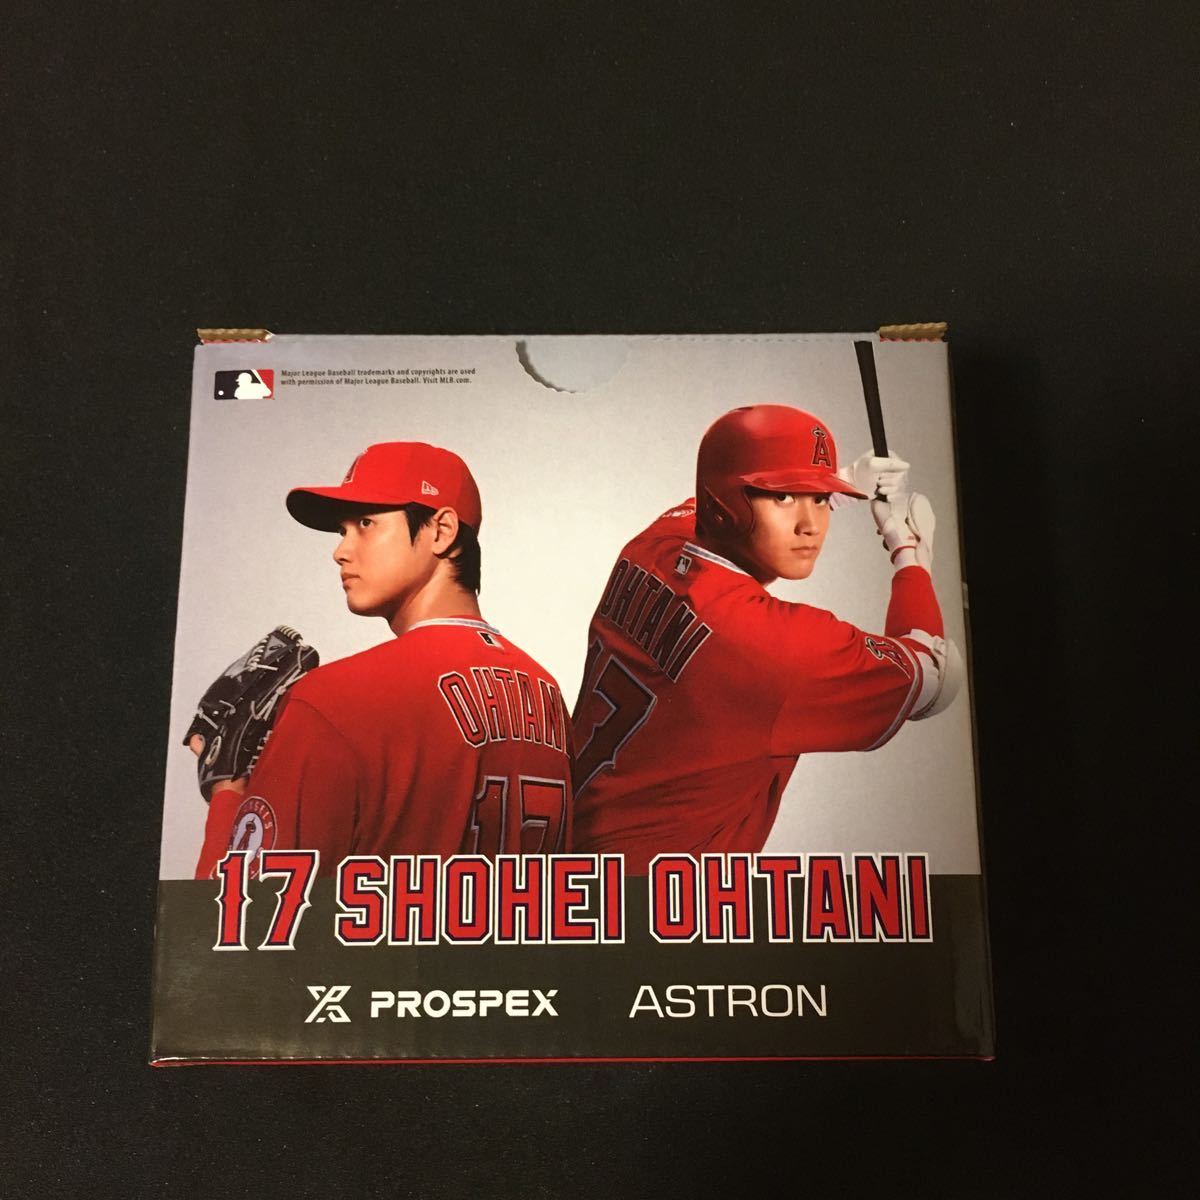 Major League Baseball trademarks and copyrights are used
with permission of Major League Baseball. Visit MLB.com.
A
OHTANI
17
OHTANI
17
17 SHOHEI OHTANI
PROSPEX ASTRON